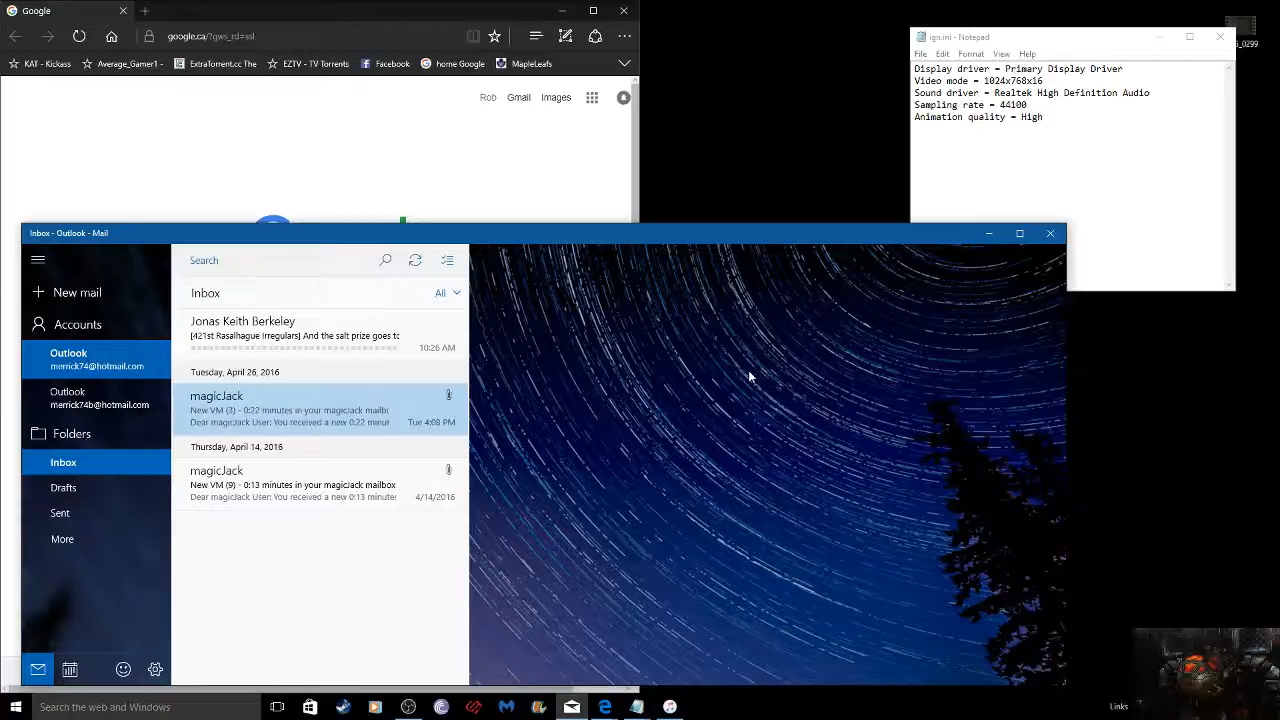 Google
google.ca/?gws_rd=ssl
KAT - Kickass
Average_Gamer1 -
ExtraTorrent.cc The
EZTV - TV Torrents
Facebook
home Google
MapleLeafs
Rob
Gmail
Images
ign.ini - Notepad
File Edit Format View Help
Display driver = Primary Display Driver
Video mode = 1024x768x16
Sound driver = Realtek High Definition Audio
Sampling rate = 44100
Animation quality = High
_0299
Inbox - Outlook - Mail
New mail
Accounts
Outlook
merrick74@hotmail.com
Outlook
merrick74b@hotmail.com
Folders
Inbox
Drafts
Sent
More
Search
Inbox
All
Jonas Keith Berkeley
[421st Rasalhague Irregulars] And the salt prize goes tc
10:26 AM
Tuesday, April 26, 2016
magicJack
New VM (3) - 0:22 minutes in your magicJack mailb
Dear magicJack User: You received a new 0:22 minut
Tue 4:08 PM
Thursday, April 14, 2016
magicJack
New VM (9) - 0:13 minutes in your magicJack mailbox
Dear magicJack User: You received a new 0:13 minute
4/14/2016
Search the web and Windows
Links